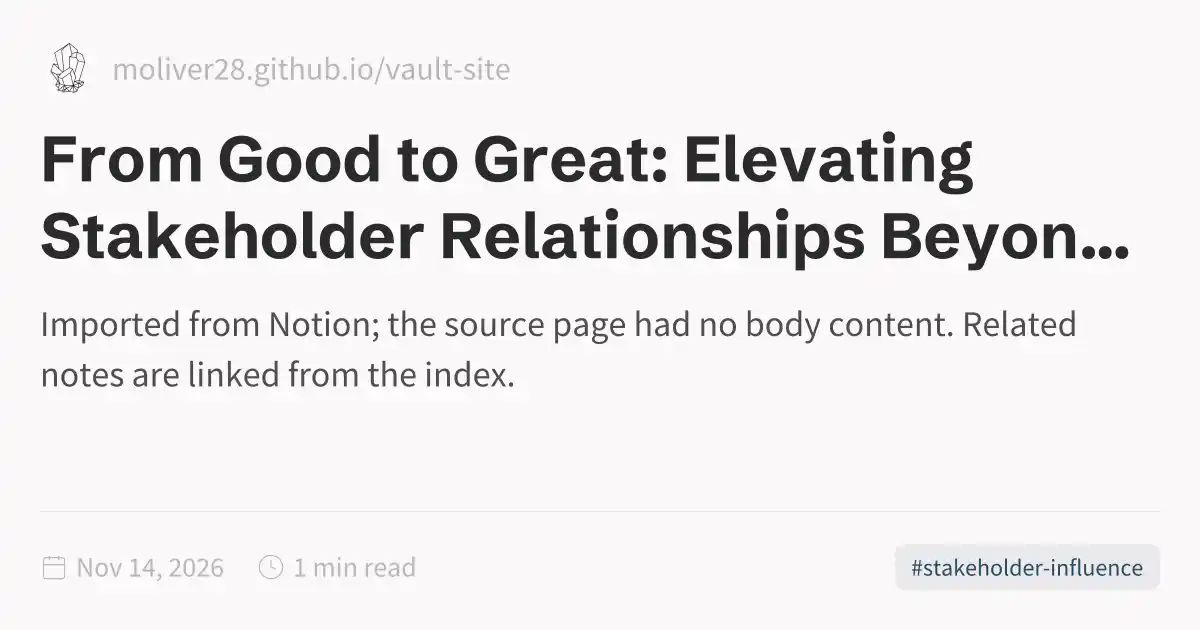 moliver28.github.io/vault-site
From Good to Great: Elevating
Stakeholder Relationships Beyon...
Imported from Notion; the source page had no body content. Related
notes are linked from the index.
Nov 14, 2026
1 min read
#stakeholder-influence